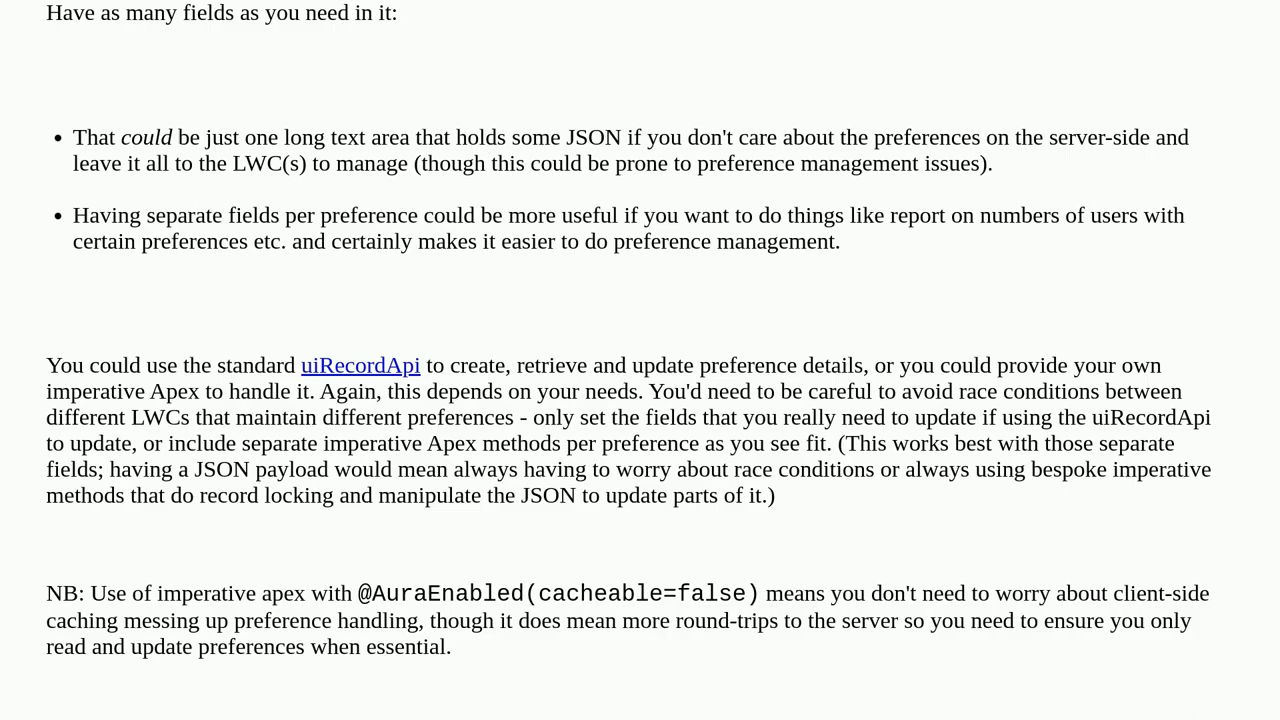 Have as many fields as you need in it:
That could be just one long text area that holds some JSON if you don't care about the preferences on the server-side and
leave it all to the LWC(s) to manage (though this could be prone to preference management issues).
Having separate fields per preference could be more useful if you want to do things like report on numbers of users with
certain preferences etc. and certainly makes it easier to do preference management.
You could use the standard uiRecordApi to create, retrieve and update preference details, or you could provide your own
imperative Apex to handle it. Again, this depends on your needs. You'd need to be careful to avoid race conditions between
different LWCs that maintain different preferences - only set the fields that you really need to update if using the uiRecordApi
to update, or include separate imperative Apex methods per preference as you see fit. (This works best with those separate
fields; having a JSON payload would mean always having to worry about race conditions or always using bespoke imperative
methods that do record locking and manipulate the JSON to update parts of it.)
NB: Use of imperative apex with @AuraEnabled(cacheable=false) means you don't need to worry about client-side
caching messing up preference handling, though it does mean more round-trips to the server so you need to ensure you only
read and update preferences when essential.